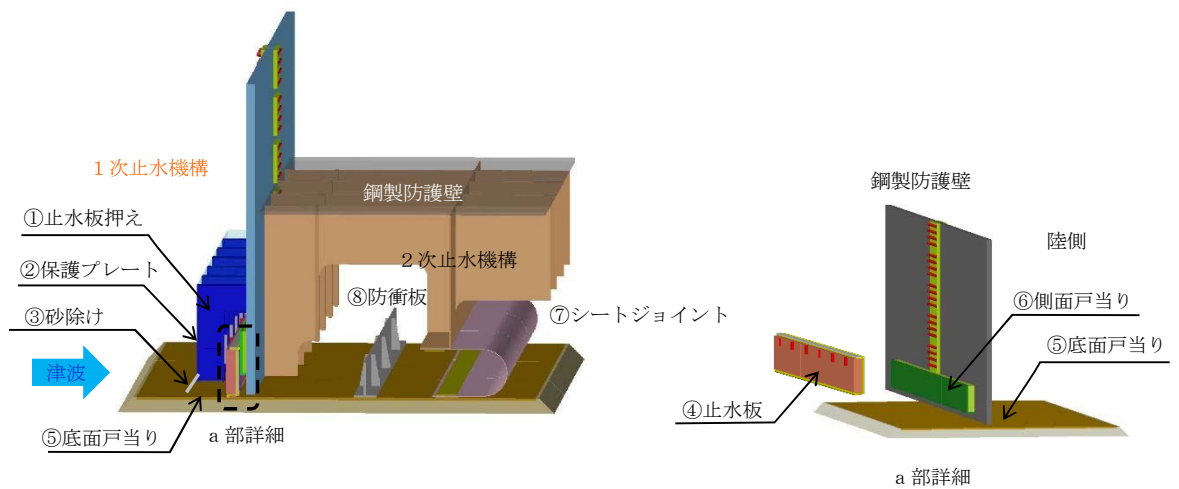 1次止水機構
①止水板押え
②保護プレート
③砂除け
津波
⑤底面戸当り
a 部詳細
鋼製防護壁
2次止水機構
⑧防衝板
⑦シートジョイント
鋼製防護壁
陸側
⑥側面戸当り
⑤底面戸当り
④止水板
a 部詳細